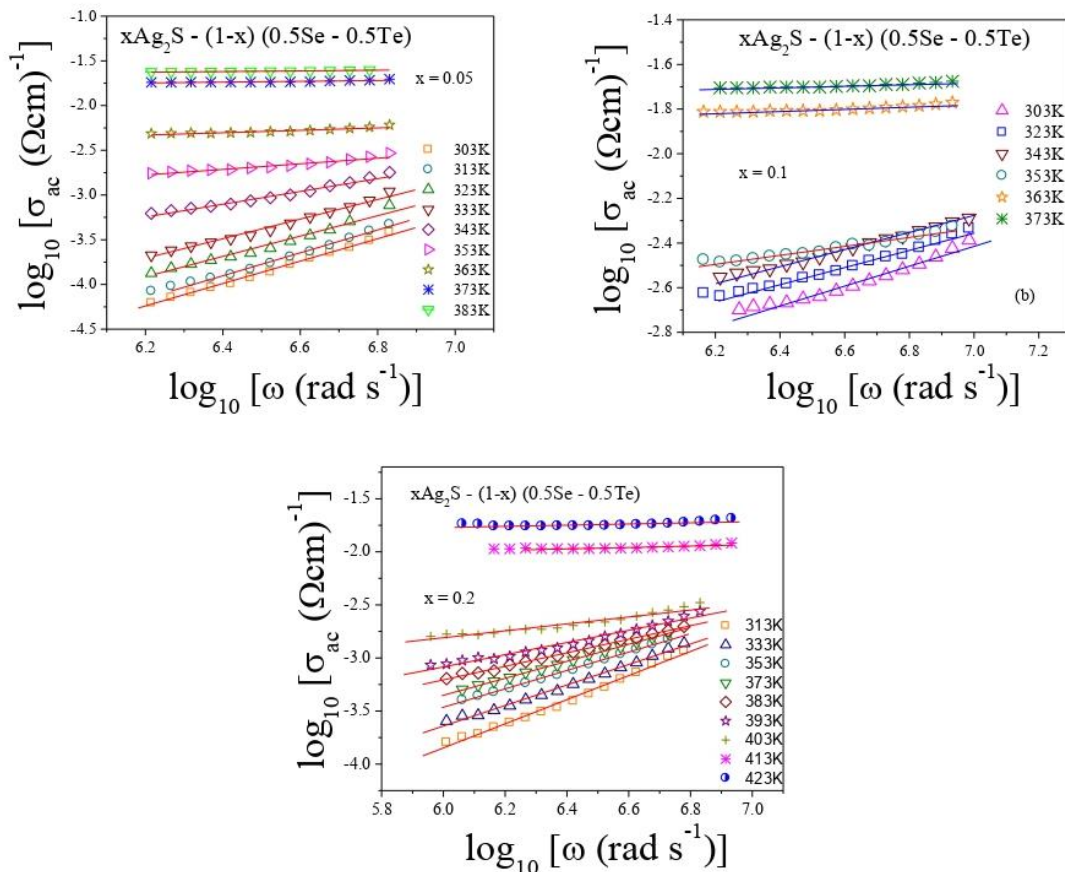 xAg₂S - (1-x) (0.5Se - 0.5Te)
x = 0.05
log₁₀ [σ_ac (Ωcm)⁻¹]
-1.0
-1.5
-2.0
-2.5
-3.0
-3.5
-4.0
-4.5
303K
313K
323K
333K
343K
353K
363K
373K
383K
6.2 6.4 6.6 6.8 7.0
log₁₀ [ω (rad s⁻¹]
xAg₂S - (1-x) (0.5Se - 0.5Te)
x = 0.1
log₁₀ [σ_ac (Ωcm)⁻¹
-1.4
-1.6
-1.8
-2.0
-2.2
-2.4
-2.6
-2.8
303K
323K
343K
353K
363K
373K
(b)
6.2 6.4 6.6 6.8 7.0 7.2
log₁₀ [ω (rad s⁻¹]
xAg₂S - (1-x) (0.5Se - 0.5Te)
x = 0.2
log₁₀ [σ_ac (Ωcm)⁻¹
-1.5
-2.0
-2.5
-3.0
-3.5
-4.0
313K
333K
353K
373K
383K
393K
403K
413K
423K
5.8 6.0 6.2 6.4 6.6 6.8 7.0
log₁₀ [ω (rad s⁻¹]